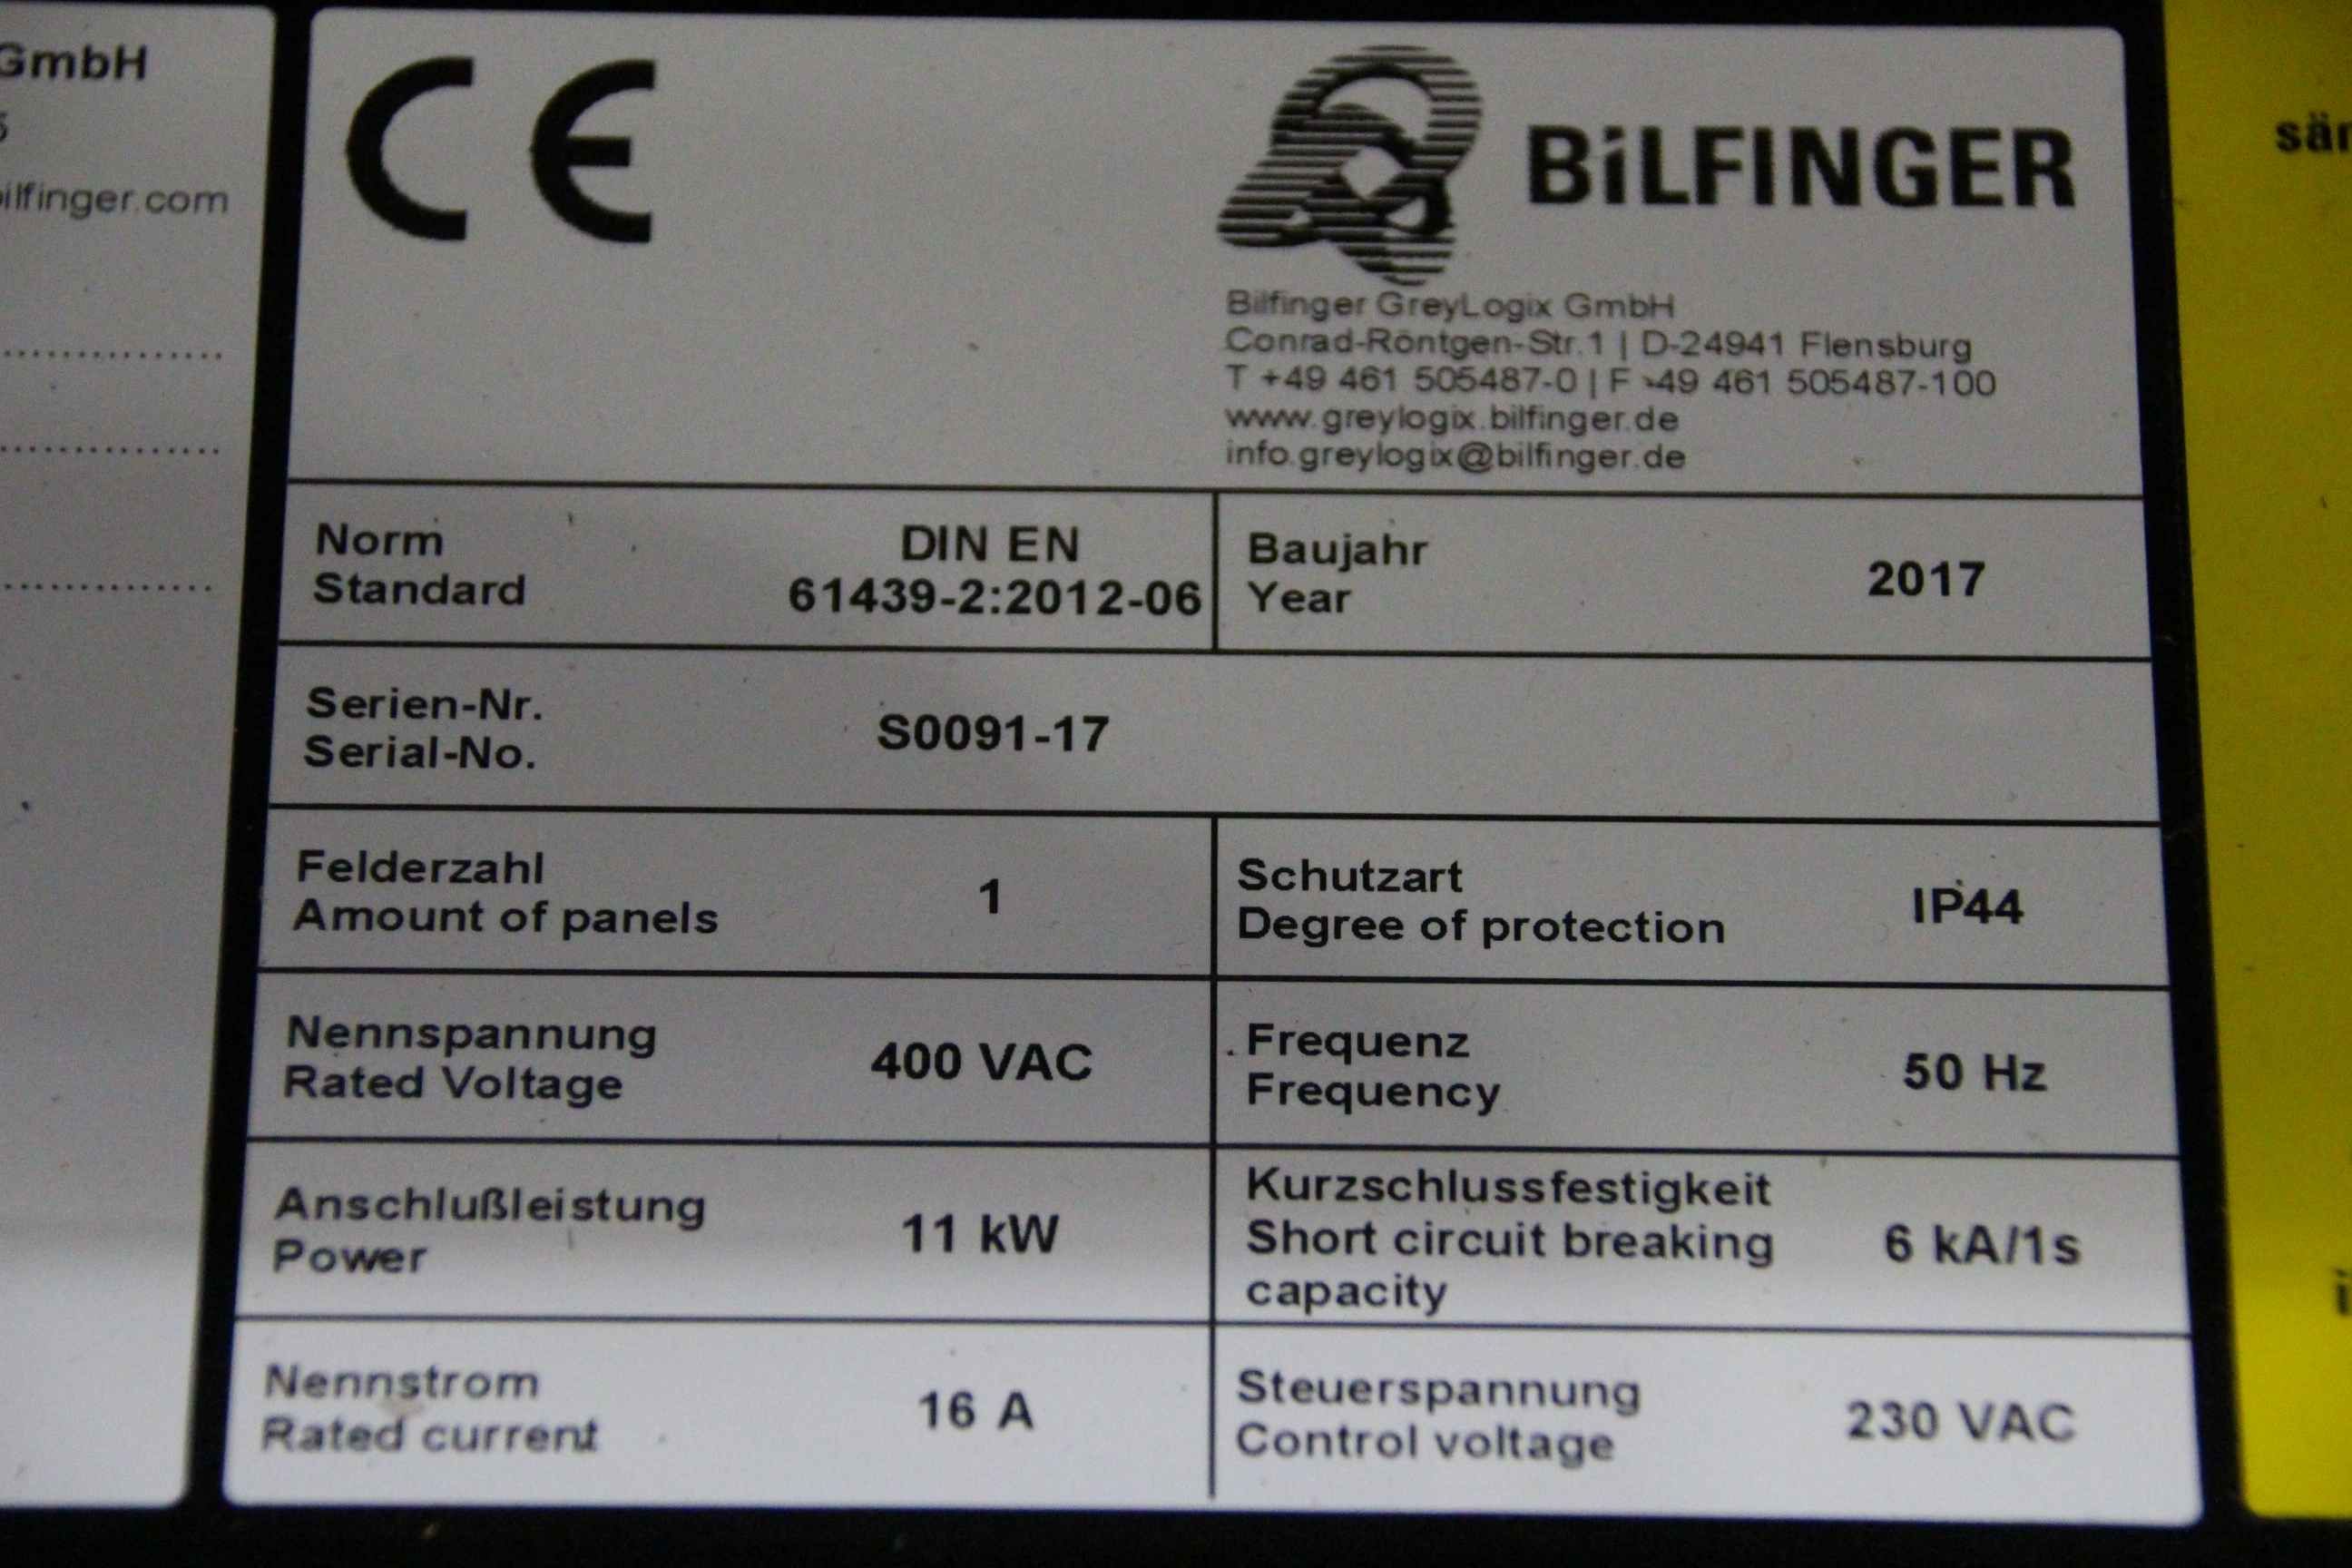 GmbH
ilfinger.com
CE
BiLFINGER
Bilfinger GreyLogix GmbH
Conrad-Röntgen-Str.1 | D-24941 Flensburg
T +49 461 505487-0 | F +49 461 505487-100
www.greylogix.bilfinger.de
info.greylogix@bilfinger.de
Norm
Standard
DIN EN
61439-2:2012-06
Baujahr
Year
2017
Serien-Nr.
Serial-No.
S0091-17
Felderzahl
Amount of panels
1
Schutzart
Degree of protection
IP44
Nennspannung
Rated Voltage
400 VAC
Frequenz
Frequency
50 Hz
Anschlußleistung
Power
11 kW
Kurzschlussfestigkeit
Short circuit breaking
capacity
6 kA/1s
Nennstrom
Rated current
16 A
Steuerspannung
Control voltage
230 VAC